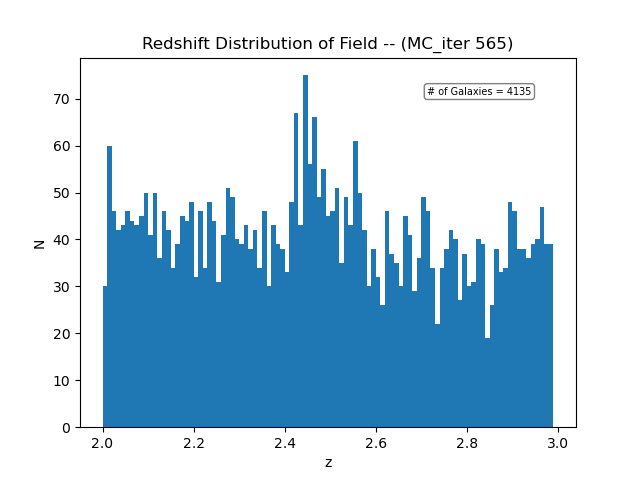 Redshift Distribution of Field -- (MC_iter 565)
# of Galaxies = 4135
70
60
50
40
30
20
10
0
N
2.0 2.2 2.4 2.6 2.8 3.0
z